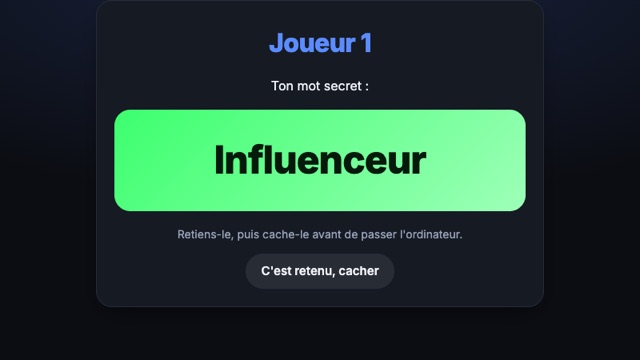 Joueur 1
Ton mot secret :
Influenceur
Retiens-le, puis cache-le avant de passer l'ordinateur.
C'est retenu, cacher